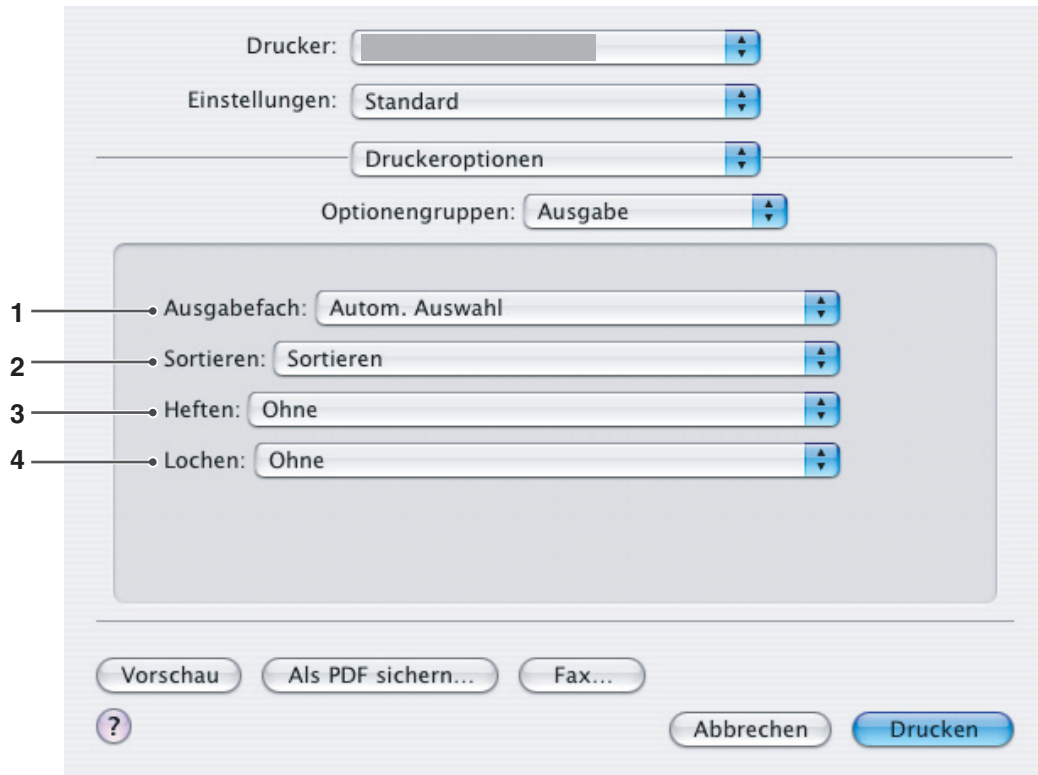 Drucker:
Einstellungen: Standard
Druckeroptionen
Optionengruppen: Ausgabe
1 Ausgabefach: Autom. Auswahl
2 Sortieren: Sortieren
3 Heften: Ohne
4 Lochen: Ohne
Vorschau Als PDF sichern... Fax...
? Abbrechen Drucken